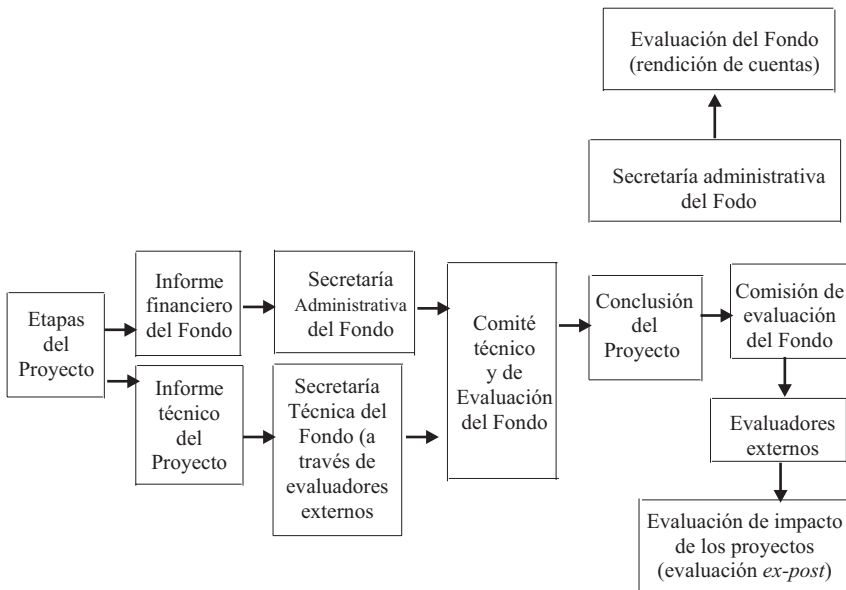 Evaluación del Fondo
(rendición de cuentas)
Secretaría administrativa
del Fodo
Etapas
del
Proyecto
Informe
financiero
del Fondo
Secretaría
Administrativa
del Fondo
Informe
técnico
del
Proyecto
Secretaría
Técnica del
Fondo (a
través de
evaluadores
externos
Comité
técnico
y de
Evaluación
del Fondo
Conclusión
del
Proyecto
Comisión de
evaluación
del Fondo
Evaluadores
externos
Evaluación de impacto
de los proyectos
(evaluación ex-post)